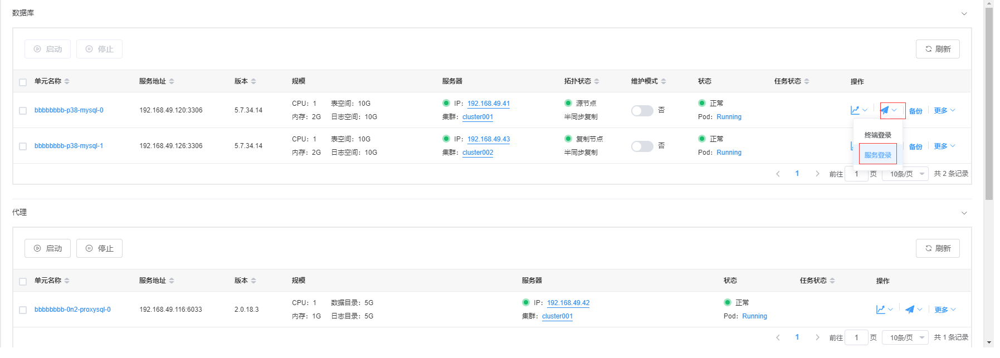 数据库
启动 停止 刷新
单元名称 服务地址 版本 规模 服务器 拓扑状态 维护模式 状态 任务状态 操作
bbbbbbbb-p38-mysql-0 192.168.49.120:3306 5.7.34.14 CPU: 1 表空间: 10G IP: 192.168.49.41 源节点 否 正常 备份 更多
内存: 2G 日志空间: 10G 集群: cluster001 半同步复制 Pod: Running
终端登录
bbbbbbbb-p38-mysql-1 192.168.49.126:3306 5.7.34.14 CPU: 1 表空间: 10G IP: 192.168.49.43 复制节点 否 正常 备份 更多
内存: 2G 日志空间: 10G 集群: cluster002 半同步复制 Pod: Running
服务登录
1 前往 1 页 10条/页 共 2 条记录
代理
启动 停止 刷新
单元名称 服务地址 版本 规模 服务器 状态 任务状态 操作
bbbbbbbb-0n2-proxysql-0 192.168.49.116:6033 2.0.18.3 CPU: 1 数据目录: 5G IP: 192.168.49.42 正常 更多
内存: 1G 日志目录: 5G 集群: cluster001 Pod: Running
1 前往 1 页 10条/页 共 1 条记录